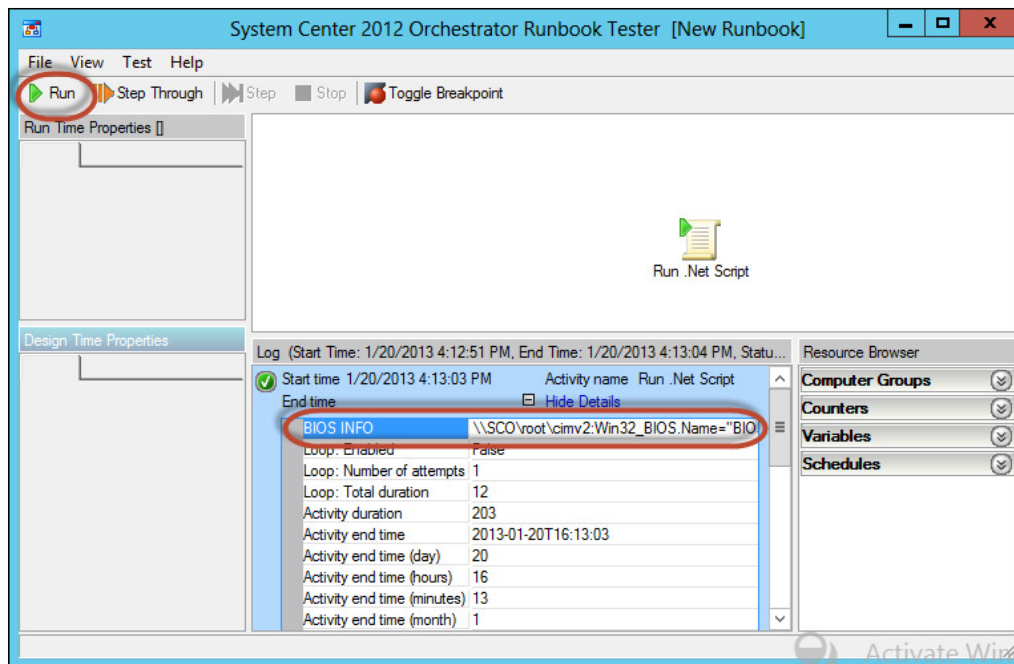 System Center 2012 Orchestrator Runbook Tester [New Runbook]
File View Test Help
Run Step Through Step Stop Toggle Breakpoint
Run Time Properties []
Run .Net Script
Design Time Properties
Log (Start Time: 1/20/2013 4:12:51 PM, End Time: 1/20/2013 4:13:04 PM, Statu...
Start time 1/20/2013 4:13:03 PM Activity name Run .Net Script
End time Hide Details
BIOS INFO \\SCO\root\cimv2:Win32_BIOS.Name="BIO
Loop: Enabled False
Loop: Number of attempts 1
Loop: Total duration 12
Activity duration 203
Activity end time 2013-01-20T16:13:03
Activity end time (day) 20
Activity end time (hours) 16
Activity end time (minutes) 13
Activity end time (month) 1
Resource Browser
Computer Groups
Counters
Variables
Schedules
Activate Win